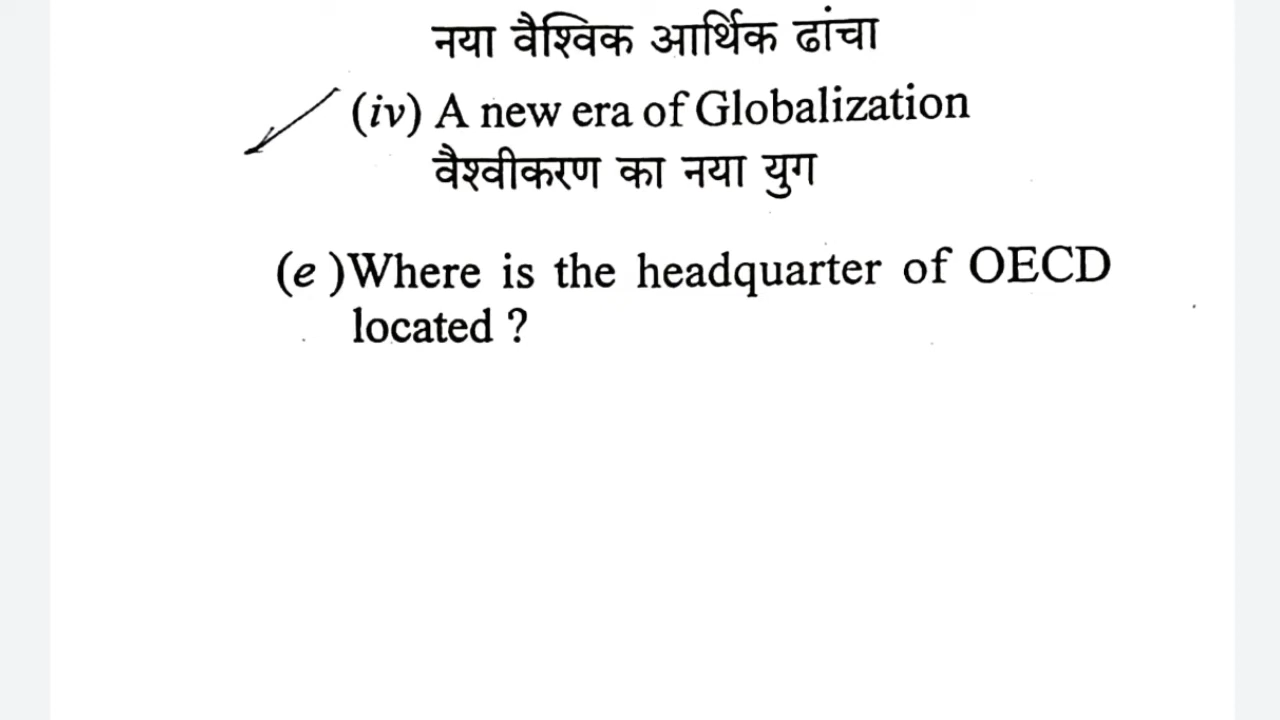 नया वैश्विक आर्थिक ढांचा
(iv) A new era of Globalization
वैश्वीकरण का नया युग
(e )Where is the headquarter of OECD
located ?